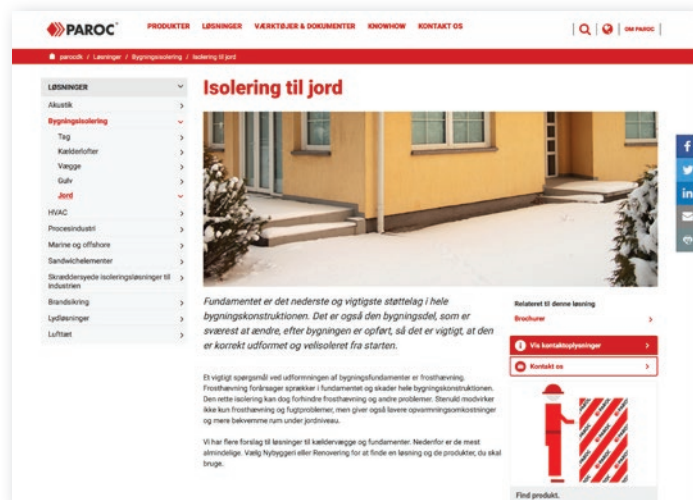 PAROC®
PRODUKTER LØSNINGER VÆRKTØJER & DOKUMENTER KNOWHOW KONTAKT OS
OM PAROC
parocdk / Løsninger / Bygningsisolering / Isolering til jord
LØSNINGER
Akustik
Bygningsisolering
Tag
Kælderlofter
Vægge
Gulv
Jord
HVAC
Procesindustri
Marine og offshore
Sandwichelementer
Skræddersyede isoleringsløsninger til
industrien
Brandsikring
Lydløsninger
Lufttæt
Isolering til jord
Fundamentet er det nederste og vigtigste støttelag i hele
bygningskonstruktionen. Det er også den bygningsdel, som er
sværest at ændre, efter bygningen er opført, så det er vigtigt, at den
er korrekt udformet og velisoleret fra starten.
Et vigtigt spørgsmål ved udformningen af bygningsfundamenter er frosthævning.
Frosthævning forårsager sprækker i fundamentet og skader hele bygningskonstruktionen.
Den rette isolering kan dog forhindre frosthævning og andre problemer. Stenuld modvirker
ikke kun frosthævning og fugtproblemer, men giver også lavere opvarmningsomkostninger
og mere bekvemme rum under jordniveau.
Vi har flere forslag til løsninger til kældervægge og fundamenter. Nedenfor er de mest
almindelige. Vælg Nybyggeri eller Renovering for at finde en løsning og de produkter, du skal
bruge.
Relateret til denne løsning
Brochurer
Vis kontaktoplysninger
Kontakt os
Find produkt.